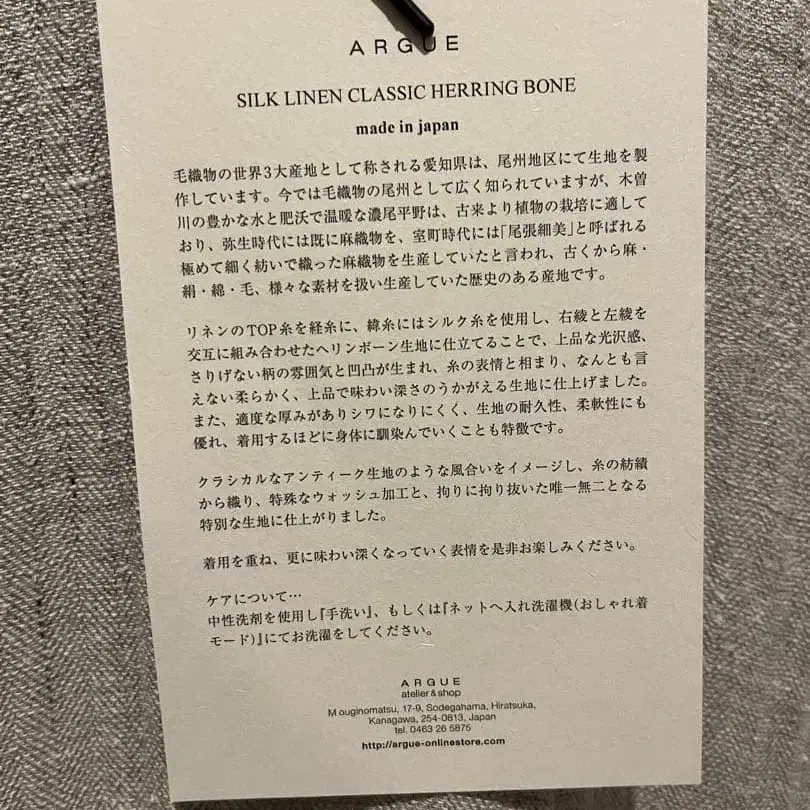 ARGUE
SILK LINEN CLASSIC HERRING BONE
made in japan
毛織物の世界3大産地として称される愛知県は、尾州地区にて生地を製
作しています。今では毛織物の尾州として広く知られていますが、木曽
川の豊かな水と肥沃で温暖な濃尾平野は、古来より植物の栽培に適して
おり、弥生時代には既に麻織物を、室町時代には「尾張細美」と呼ばれる
極めて細く紡いで織った麻織物を生産していたと言われ、古くから麻・
絹・綿・毛、様々な素材を扱い生産していた歴史のある産地です。
リネンのTOP糸を経糸に、緯糸にはシルク糸を使用し、右綾と左綾を
交互に組み合わせたヘリンボーン生地に仕立てることで、上品な光沢感、
さりげない柄の雰囲気と凹凸が生まれ、糸の表情と相まり、なんとも言
えない柔らかく、上品で味わい深さのうかがえる生地に仕上げました。
また、適度な厚みがありシワになりにくく、生地の耐久性、柔軟性にも
優れ、着用するほどに身体に馴染んでいくことも特徴です。
クラシカルなアンティーク生地のような風合いをイメージし、糸の紡績
から織り、特殊なウォッシュ加工と、拘りに拘り抜いた唯一無二となる
特別な生地に仕上がりました。
着用を重ね、更に味わい深くなっていく表情を是非お楽しみください。
ケアについて…
中性洗剤を使用し『手洗い』、もしくは『ネットへ入れ洗濯機(おしゃれ着
モード)』にてお洗濯をしてください。
ARGUE
atelier & shop
M ouginomatsu, 17-9, Sodegahama, Hiratsuka,
Kanagawa, 254-0813, Japan
tel. 0463 26 5875
http://argue-onlinestore.com